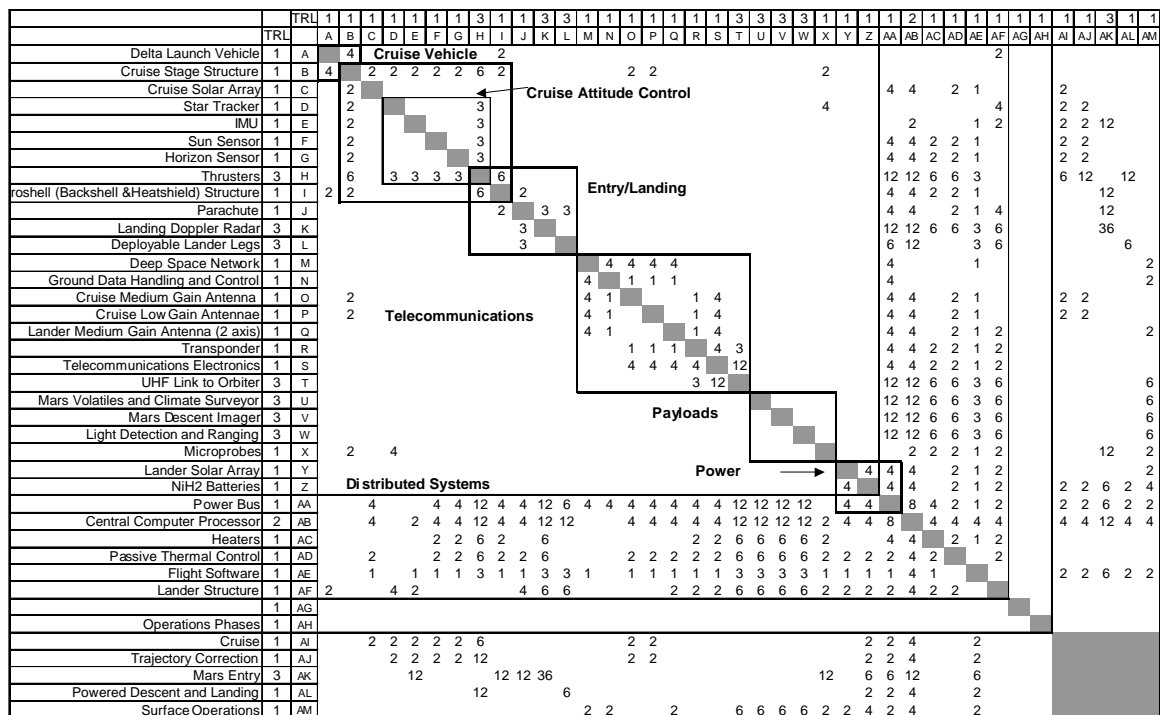 TRL 1 1 1 1 1 1 1 3 1 1 3 3 1 1 1 1 1 1 1 3 3 3 3 1 1 1 1 2 1 1 1 1 1 1 1 1 3 1 1
TRL A B C D E F G H I J K L M N O P Q R S T U V W X Y Z AA AB AC AD AE AF AG AH AI AJ AK AL AM
Delta Launch Vehicle 1 A 4 Cruise Vehicle 2 2
Cruise Stage Structure 1 B 4 2 2 2 2 2 6 2 2 2 2
Cruise Solar Array 1 C 2 Cruise Attitude Control 4 4 2 1 2
Star Tracker 1 D 2 3 4 4 2 2
IMU 1 E 2 3 2 1 2 2 2 12
Sun Sensor 1 F 2 3 4 4 2 2 1 2 2
Horizon Sensor 1 G 2 3 4 4 2 2 1 2 2
Thrusters 3 H 6 3 3 3 3 6 12 12 6 6 3 6 12 12
roshell (Backshell &Heatshield) Structure 1 I 2 2 6 2 Entry/Landing 4 4 2 2 1 12
Parachute 1 J 2 3 3 4 4 2 1 4 12
Landing Doppler Radar 3 K 3 12 12 6 6 3 6 36
Deployable Lander Legs 3 L 3 6 12 3 6 6
Deep Space Network 1 M 4 4 4 4 4 1 2
Ground Data Handling and Control 1 N 4 1 1 1 4 2
Cruise Medium Gain Antenna 1 O 2 4 1 1 4 4 4 2 1 2 2
Cruise Low Gain Antennae 1 P 2 Telecommunications 4 1 1 4 4 4 2 1 2 2
Lander Medium Gain Antenna (2 axis) 1 Q 4 1 1 4 4 4 2 1 2 2
Transponder 1 R 1 1 1 4 3 4 4 2 2 1 2
Telecommunications Electronics 1 S 4 4 4 4 12 4 4 2 2 1 2
UHF Link to Orbiter 3 T 3 12 12 12 6 6 3 6 6
Mars Volatiles and Climate Surveyor 3 U 12 12 6 6 3 6 6
Mars Descent Imager 3 V Payloads 12 12 6 6 3 6 6
Light Detection and Ranging 3 W 12 12 6 6 3 6 6
Microprobes 1 X 2 4 2 2 2 1 2 12 2
Lander Solar Array 1 Y Power 4 4 4 2 1 2 2
NiH2 Batteries 1 Z Distributed Systems 4 4 4 2 1 2 2 2 6 2 4
Power Bus 1 AA 4 4 4 12 4 4 12 6 4 4 4 4 4 4 4 12 12 12 12 4 4 8 4 2 1 2 2 2 6 2 2
Central Computer Processor 2 AB 4 2 4 4 12 4 4 12 12 4 4 4 4 4 12 12 12 12 2 4 4 8 4 4 4 4 4 4 12 4 4
Heaters 1 AC 2 2 6 2 6 2 2 6 6 6 6 2 4 4 2 1 2
Passive Thermal Control 1 AD 2 2 2 6 2 2 6 2 2 2 2 2 6 6 6 6 2 2 2 2 4 2 2
Flight Software 1 AE 1 1 1 1 3 1 1 3 3 1 1 1 1 1 1 3 3 3 3 1 1 1 1 4 1 2 2 6 2 2
Lander Structure 1 AF 2 4 2 4 6 6 2 2 2 6 6 6 6 2 2 2 2 4 2 2
1 AG
Operations Phases 1 AH
Cruise 1 AI 2 2 2 2 2 6 2 2 2 2 4 2
Trajectory Correction 1 AJ 2 2 2 2 12 2 2 2 2 4 2
Mars Entry 3 AK 12 12 12 36 12 6 6 12 6
Powered Descent and Landing 1 AL 12 6 2 2 4 2
Surface Operations 1 AM 2 2 2 6 6 6 6 2 2 4 2 4 2